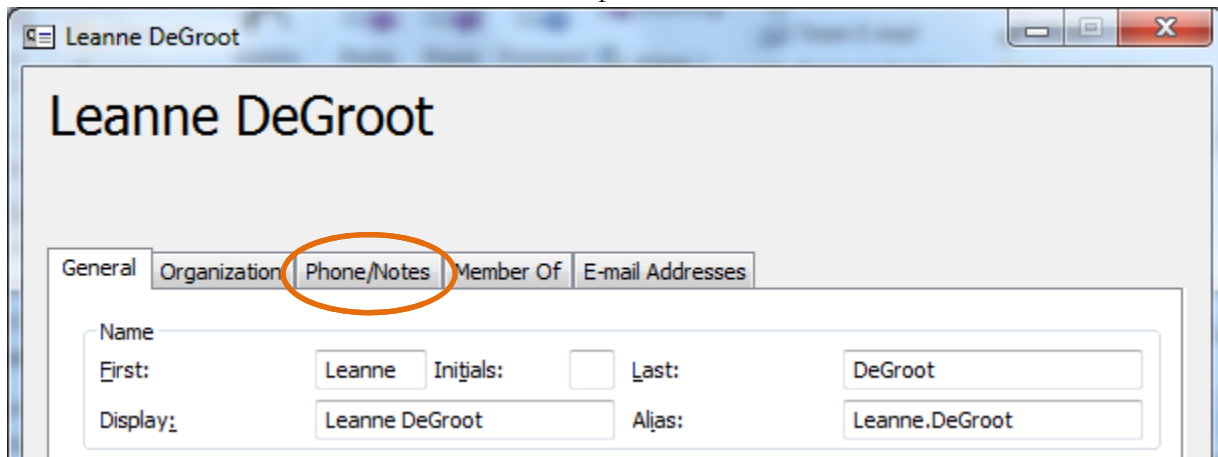 Leanne DeGroot
Leanne DeGroot
General Organization Phone/Notes Member Of E-mail Addresses
Name
First: Leanne Initials: Last: DeGroot
Display: Leanne DeGroot Alias: Leanne.DeGroot